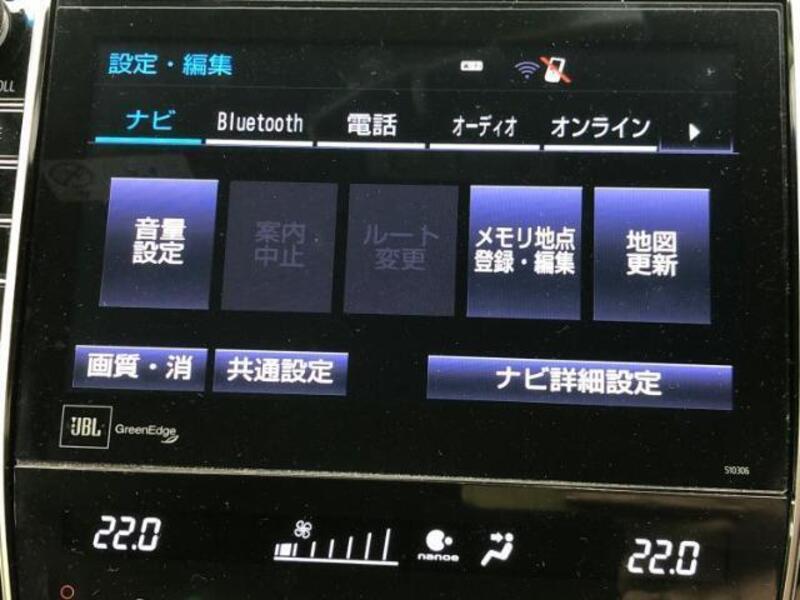 設定・編集
ナビ Bluetooth 電話 オーディオ オンライン
音量 案内 ルート メモリ地点 地図
設定 中止 変更 登録・編集 更新
画質・消 共通設定 ナビ詳細設定
JBL GreenEdge
510306
22.0 nanoe 22.0